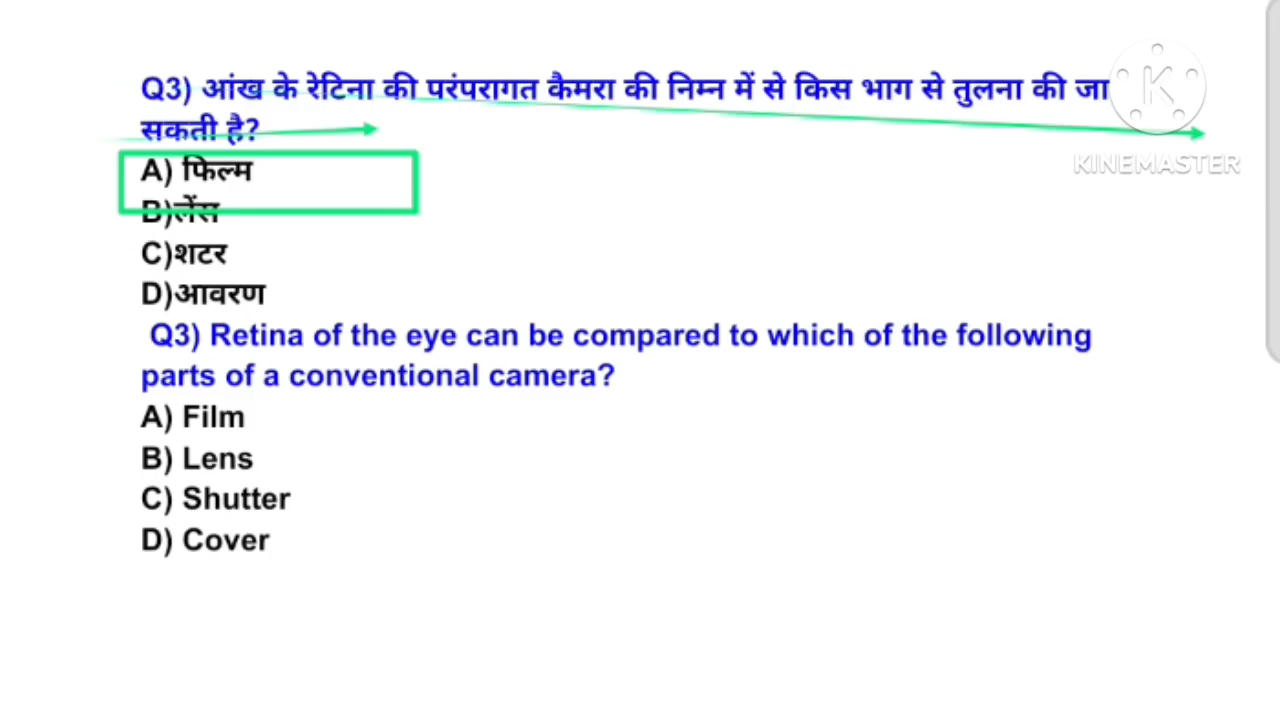 Q3) आंख के रेटिना की परंपरागत कैमरा की निम्न में से किस भाग से तुलना की जा
सकती है?
A) फिल्म
B)लेंस
C)शटर
D)आवरण
Q3) Retina of the eye can be compared to which of the following
parts of a conventional camera?
A) Film
B) Lens
C) Shutter
D) Cover
K
KINEMASTER